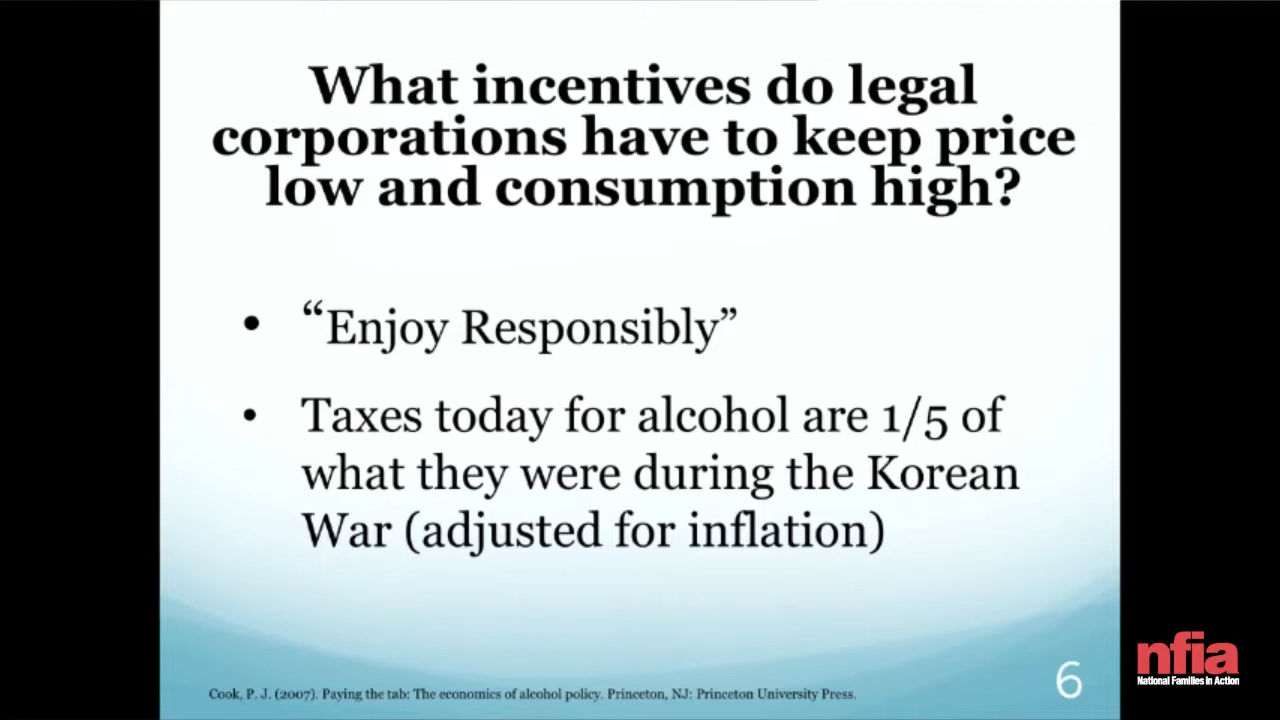 What incentives do legal
corporations have to keep price
low and consumption high?
• “Enjoy Responsibly”
• Taxes today for alcohol are 1/5 of
what they were during the Korean
War (adjusted for inflation)
Cook, P. J. (2007). Paying the tab: The economics of alcohol policy. Princeton, NJ: Princeton University Press.
6
nfia
National Families in Action